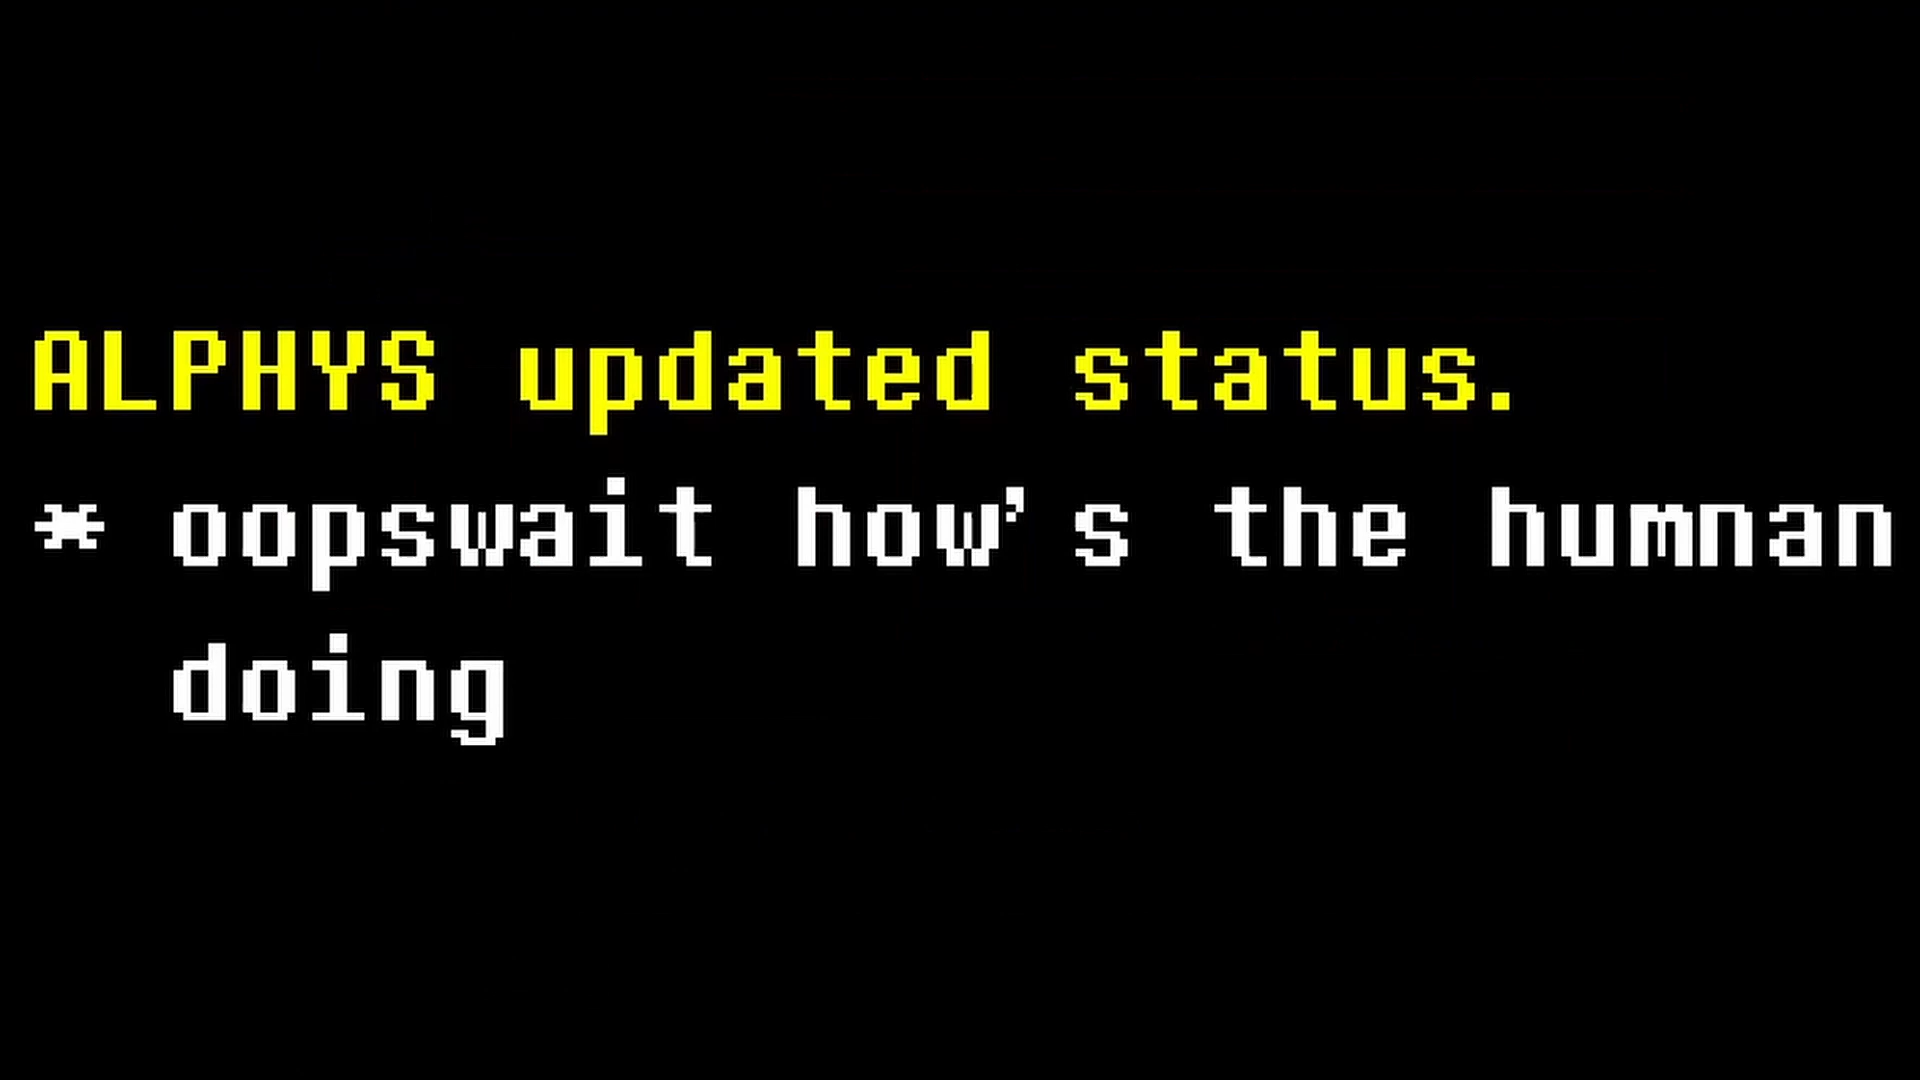 ALPHYS updated status.
* oopswait how's the humnan
doing